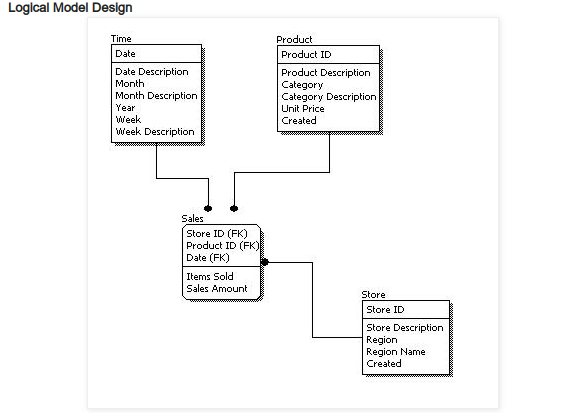 Logical Model Design
Time
Date
Date Description
Month
Month Description
Year
Week
Week Description
Product
Product ID
Product Description
Category
Category Description
Unit Price
Created
Sales
Store ID (FK)
Product ID (FK)
Date (FK)
Items Sold
Sales Amount
Store
Store ID
Store Description
Region
Region Name
Created